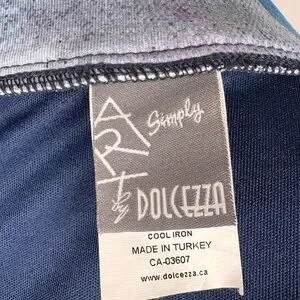 Simply
ART
by
DOLCEZZA
COOL IRON
MADE IN TURKEY
CA-03607
www.dolcezza.ca